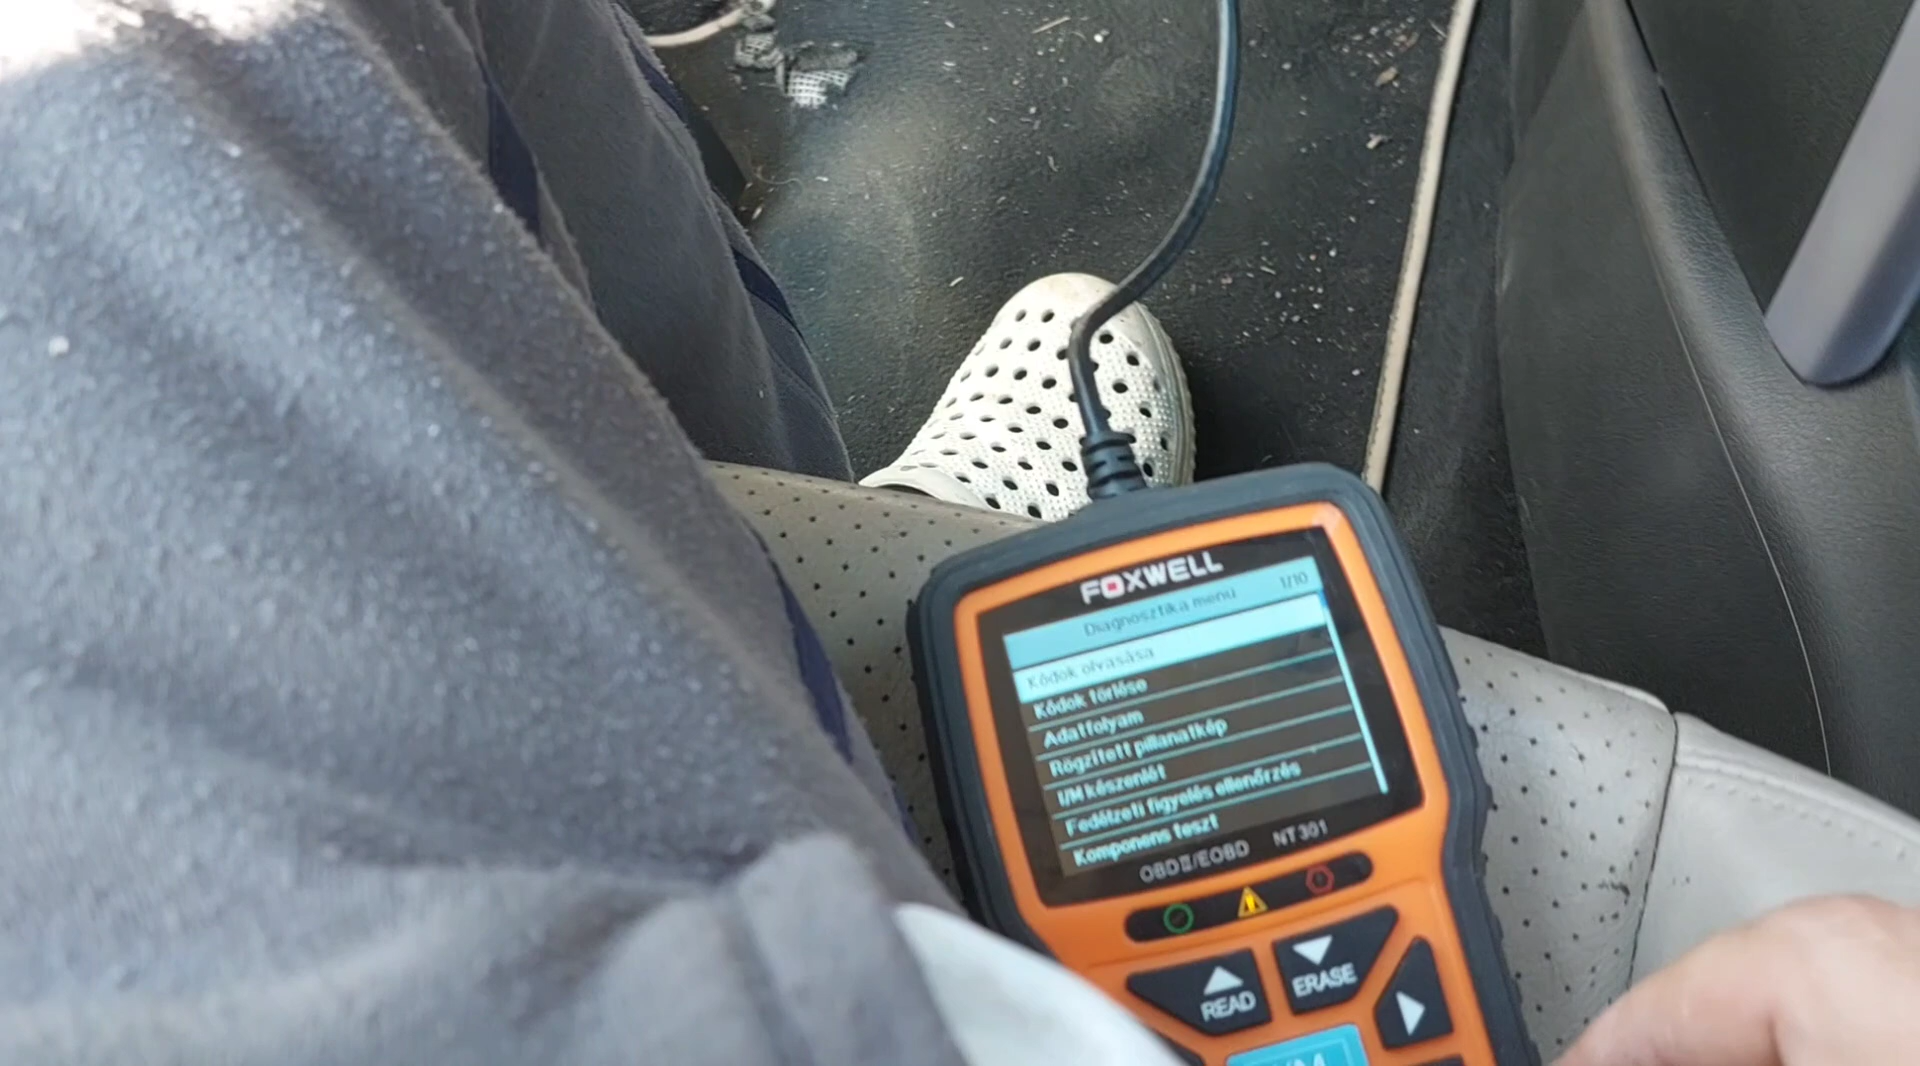 FOXWELL
Diagnosztika menü 1/10
Kódok olvasása
Kódok törlése
Adatfolyam
Rögzített pillanatkép
I/M készenlét
Fedélzeti figyelés ellenőrzés
Komponens teszt
OBDII/EOBD NT301
READ
ERASE